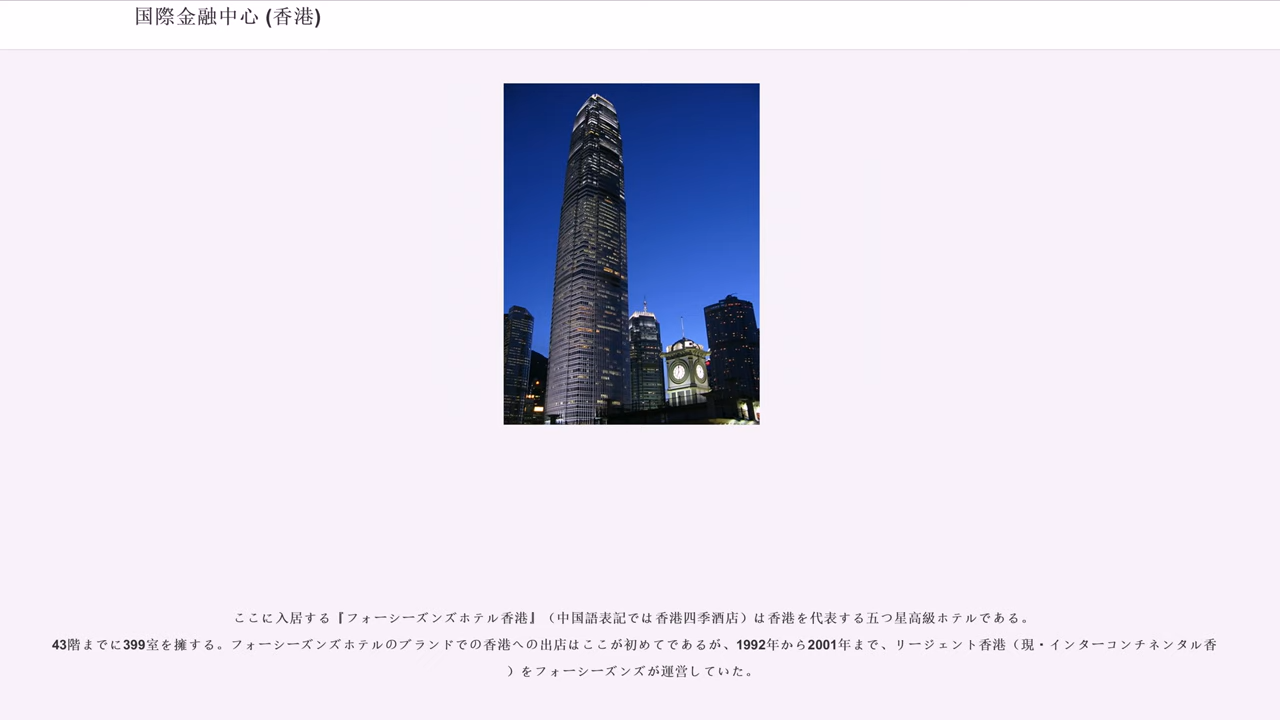 国際金融中心 (香港)
ここに入居する『フォーシーズンズホテル香港』（中国語表記では香港四季酒店）は香港を代表する五つ星高級ホテルである。
43階までに399室を擁する。フォーシーズンズホテルのブランドでの香港への出店はここが初めてであるが、1992年から2001年まで、リージェント香港（現・インターコンチネンタル香
）をフォーシーズンズが運営していた。